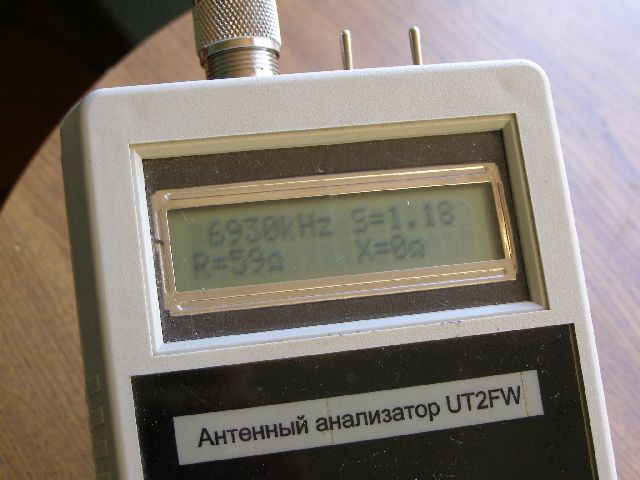 6930kHz S=1.18
R=59Ω X=0Ω
Антенный анализатор UT2FW